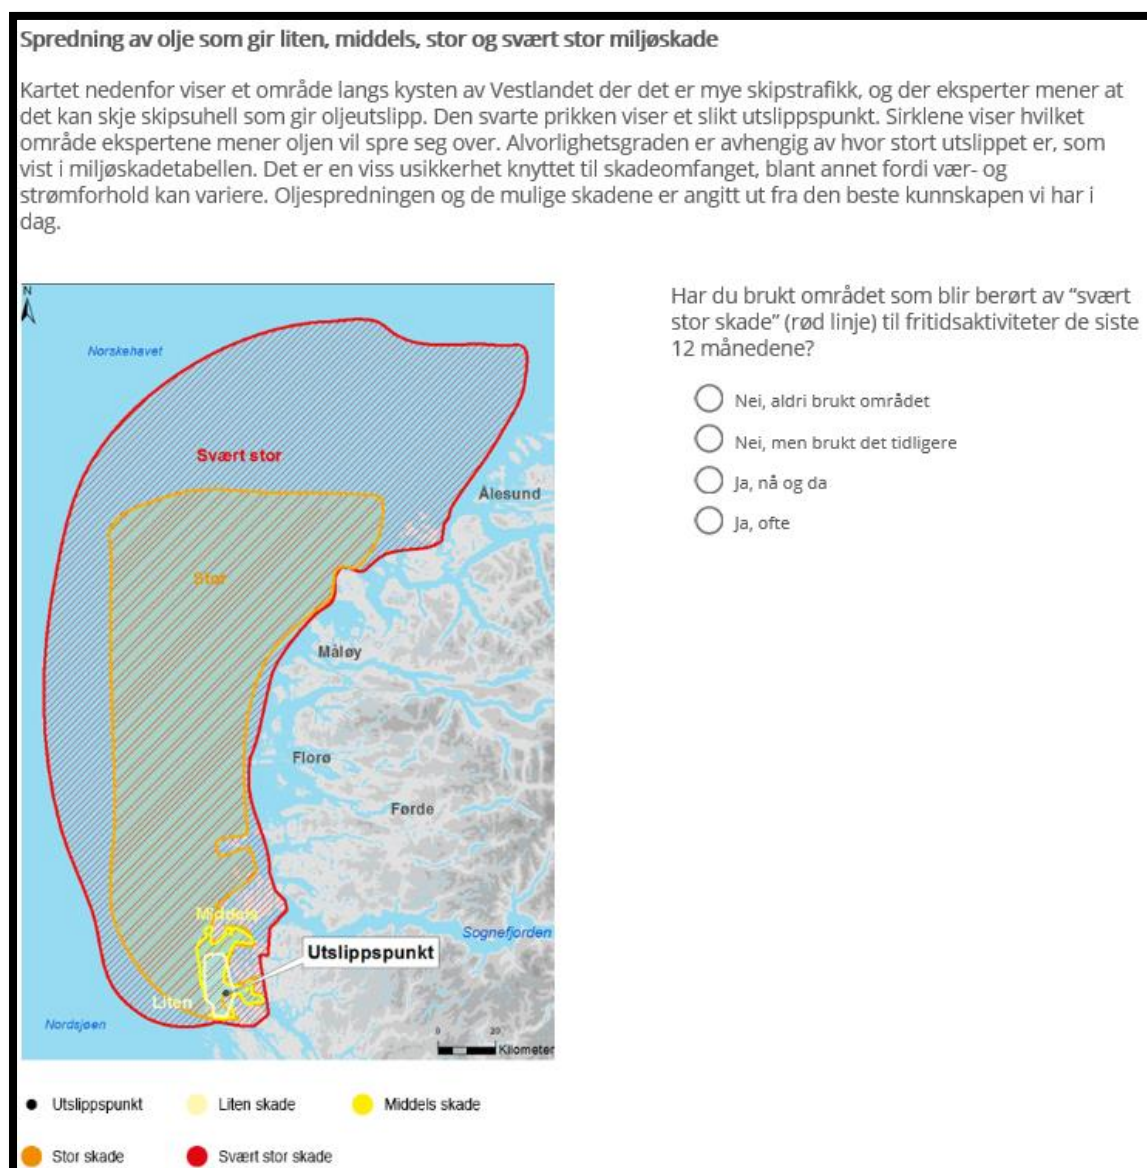 Spredning av olje som gir liten, middels, stor og svært stor miljøskade
Kartet nedenfor viser et område langs kysten av Vestlandet der det er mye skipstrafikk, og der eksperter mener at
det kan skje skipsuhell som gir oljeutslipp. Den svarte prikken viser et slikt utslippspunkt. Sirklene viser hvilket
område ekspertene mener oljen vil spre seg over. Alvorlighetsgraden er avhengig av hvor stort utslippet er, som
vist i miljøskadetabellen. Det er en viss usikkerhet knyttet til skadeomfanget, blant annet fordi vær- og
strømforhold kan variere. Oljespredningen og de mulige skadene er angitt ut fra den beste kunnskapen vi har i
dag.
N
Norskehavet
Svært stor
Ålesund
Stor
Måløy
Florø
Førde
Middels
Sognefjorden
Utslippspunkt
Liten
Nordsjøen
0 20
Kilometer
Utslippspunkt
Liten skade
Middels skade
Stor skade
Svært stor skade
Har du brukt området som blir berørt av “svært
stor skade” (rød linje) til fritidsaktiviteter de siste
12 månedene?
Nei, aldri brukt området
Nei, men brukt det tidligere
Ja, nå og da
Ja, ofte